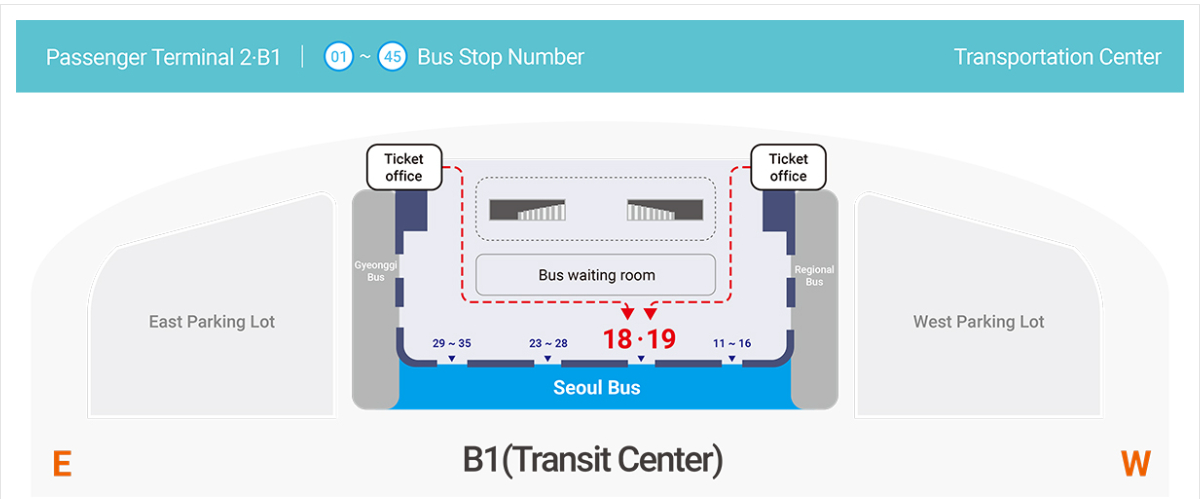 Passenger Terminal 2·B1 | 01 ~ 45 Bus Stop Number
Transportation Center
Ticket
office
Ticket
office
Gyeonggi
Bus
Bus waiting room
Regional
Bus
East Parking Lot
West Parking Lot
29 ~ 35
23 ~ 28
18·19
11 ~ 16
Seoul Bus
E
B1(Transit Center)
W